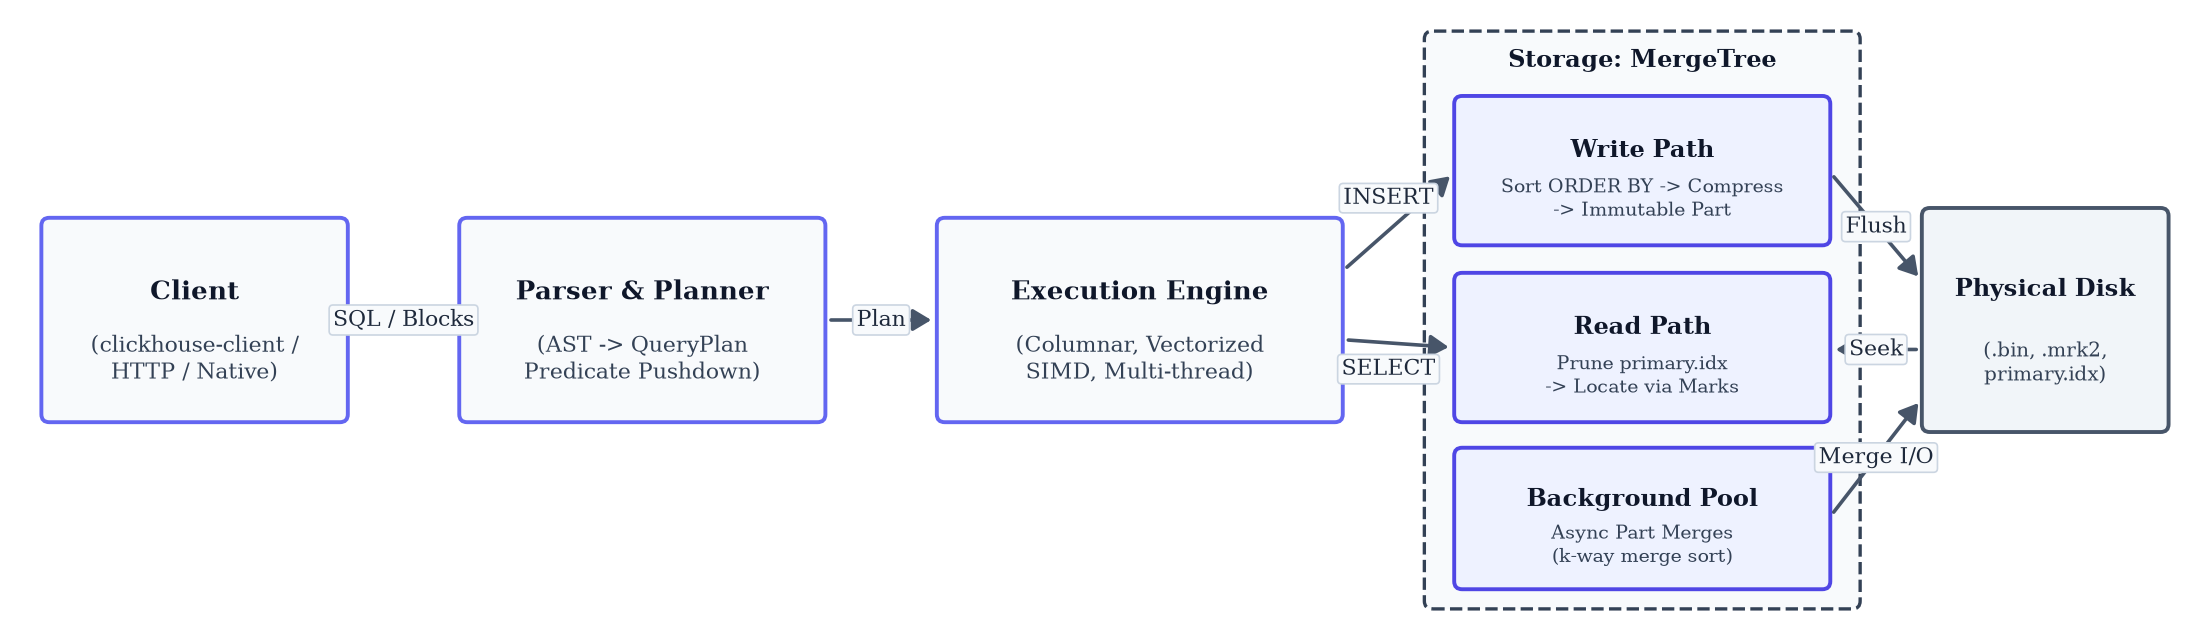 Client
(clickhouse-client /
HTTP / Native)
SQL / Blocks
Parser & Planner
(AST -> QueryPlan
Predicate Pushdown)
Plan
Execution Engine
(Columnar, Vectorized
SIMD, Multi-thread)
INSERT
SELECT
Storage: MergeTree
Write Path
Sort ORDER BY -> Compress
-> Immutable Part
Read Path
Prune primary.idx
-> Locate via Marks
Background Pool
Async Part Merges
(k-way merge sort)
Flush
Seek
Merge I/O
Physical Disk
(.bin, .mrk2,
primary.idx)